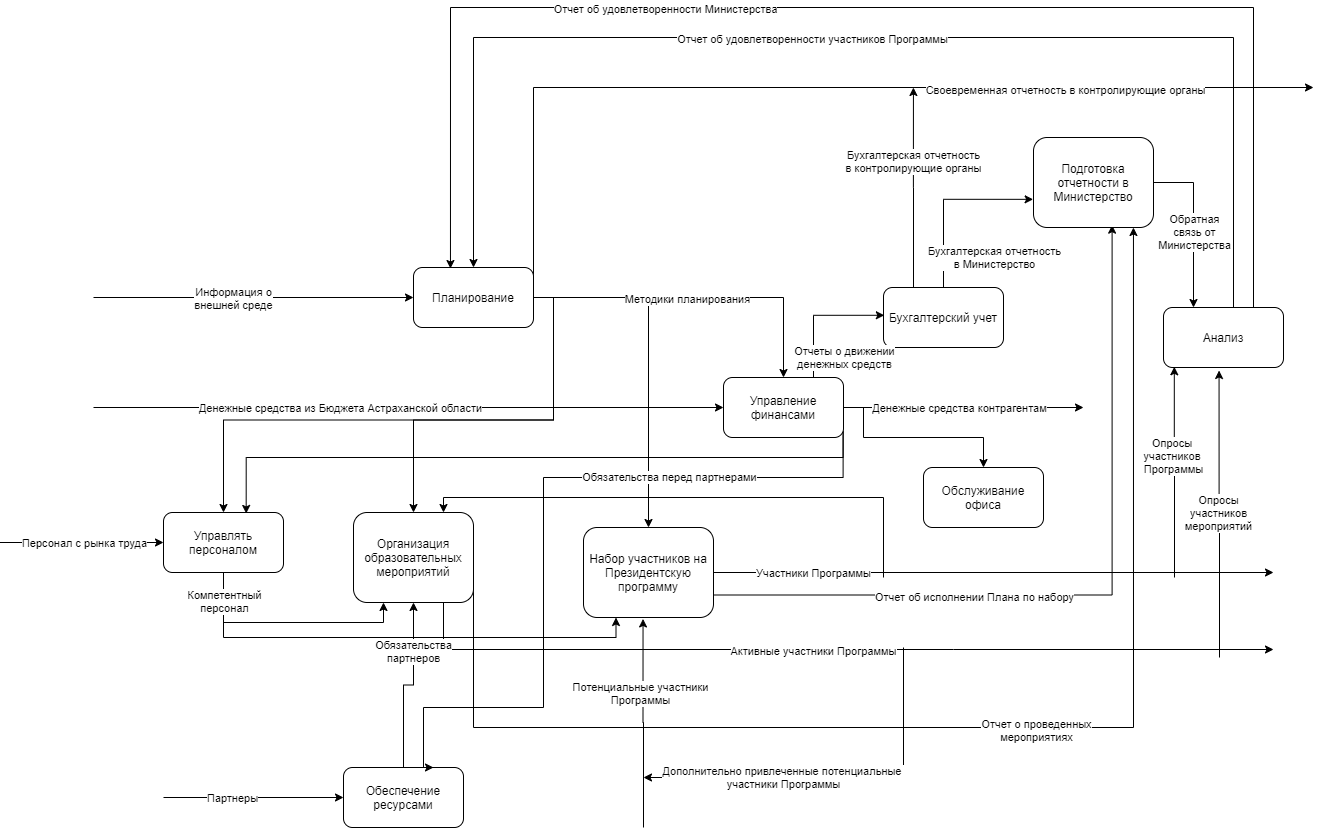 Отчет об удовлетворенности Министерства
Отчет об удовлетворенности участников Программы
Своевременная отчетность в контролирующие органы
Бухгалтерская отчетность
в контролирующие органы
Подготовка
отчетности в
Министерство
Обратная
связь от
Министерства
Бухгалтерская отчетность
в Министерство
Информация о
внешней среде
Планирование
Методики планирования
Бухгалтерский учет
Анализ
Отчеты о движении
денежных средств
Денежные средства из Бюджета Астраханской области
Управление
финансами
Денежные средства контрагентам
Опросы
участников
Программы
Обязательства перед партнерами
Обслуживание
офиса
Опросы
участников
мероприятий
Персонал с рынка труда
Управлять
персоналом
Организация
образовательных
мероприятий
Набор участников на
Президентскую
программу
Участники Программы
Отчет об исполнении Плана по набору
Компетентный
персонал
Обязательства
партнеров
Активные участники Программы
Потенциальные участники
Программы
Отчет о проведенных
мероприятиях
Дополнительно привлеченные потенциальные
участники Программы
Партнеры
Обеспечение
ресурсами